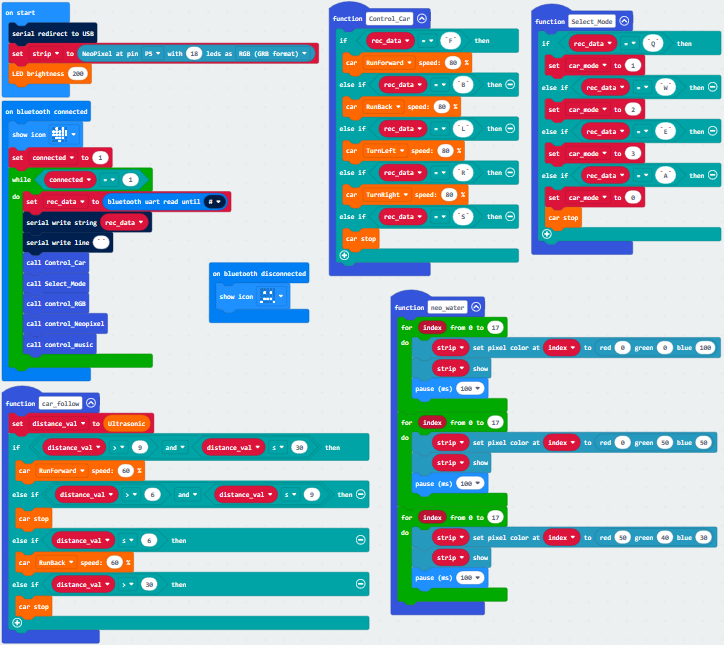 on start
serial redirect to USB
set strip to NeoPixel at pin P5 with 18 leds as RGB (GRB format)
LED brightness 200
on bluetooth connected
show icon
set connected to 1
while connected = 1
do set rec_data to bluetooth uart read until #
serial write string rec_data
serial write line
call Control_Car
call Select_Mode
call control_RGB
call control_Neopixel
call control_music
on bluetooth disconnected
show icon
function car_follow
set distance_val to Ultrasonic
if distance_val > 9 and distance_val ≤ 30 then
car RunForward speed: 60 %
else if distance_val > 6 and distance_val ≤ 9 then
car stop
else if distance_val ≤ 6 then
car RunBack speed: 60 %
else if distance_val > 30 then
car stop
function Control_Car
if rec_data = "F" then
car RunForward speed: 80 %
else if rec_data = "B" then
car RunBack speed: 80 %
else if rec_data = "L" then
car TurnLeft speed: 80 %
else if rec_data = "R" then
car TurnRight speed: 80 %
else if rec_data = "S" then
car stop
function Select_Mode
if rec_data = "Q" then
set car_mode to 1
else if rec_data = "W" then
set car_mode to 2
else if rec_data = "E" then
set car_mode to 3
else if rec_data = "A" then
set car_mode to 0
car stop
function neo_water
for index from 0 to 17
do strip set pixel color at index to red 0 green 0 blue 100
strip show
pause (ms) 100
for index from 0 to 17
do strip set pixel color at index to red 0 green 50 blue 50
strip show
pause (ms) 100
for index from 0 to 17
do strip set pixel color at index to red 50 green 40 blue 30
strip show
pause (ms) 100